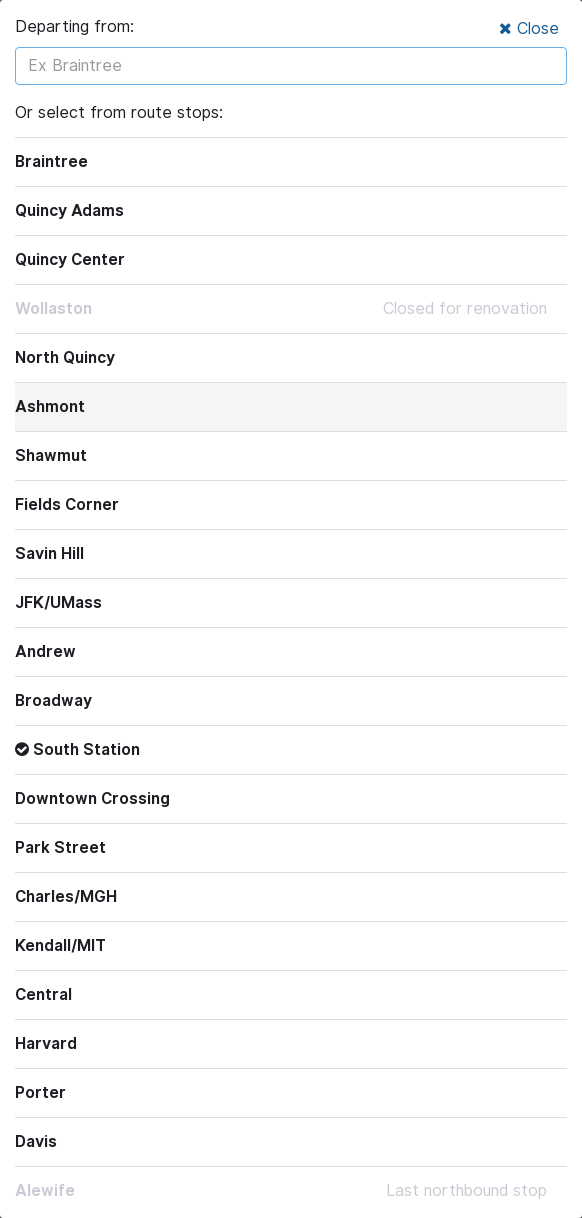 Departing from:
Close
Ex Braintree
Or select from route stops:
Braintree
Quincy Adams
Quincy Center
Wollaston Closed for renovation
North Quincy
Ashmont
Shawmut
Fields Corner
Savin Hill
JFK/UMass
Andrew
Broadway
South Station
Downtown Crossing
Park Street
Charles/MGH
Kendall/MIT
Central
Harvard
Porter
Davis
Alewife Last northbound stop